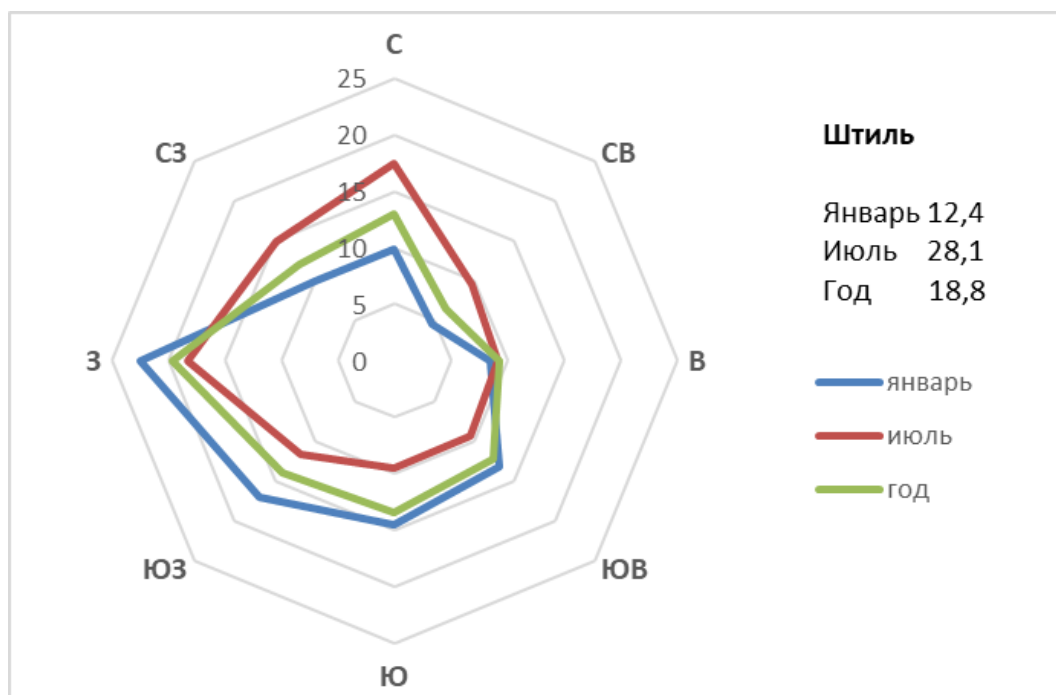 С
25
20
15
10
5
0
СВ
В
ЮВ
Ю
ЮЗ
З
СЗ
Штиль
Январь 12,4
Июль 28,1
Год 18,8
январь
июль
год